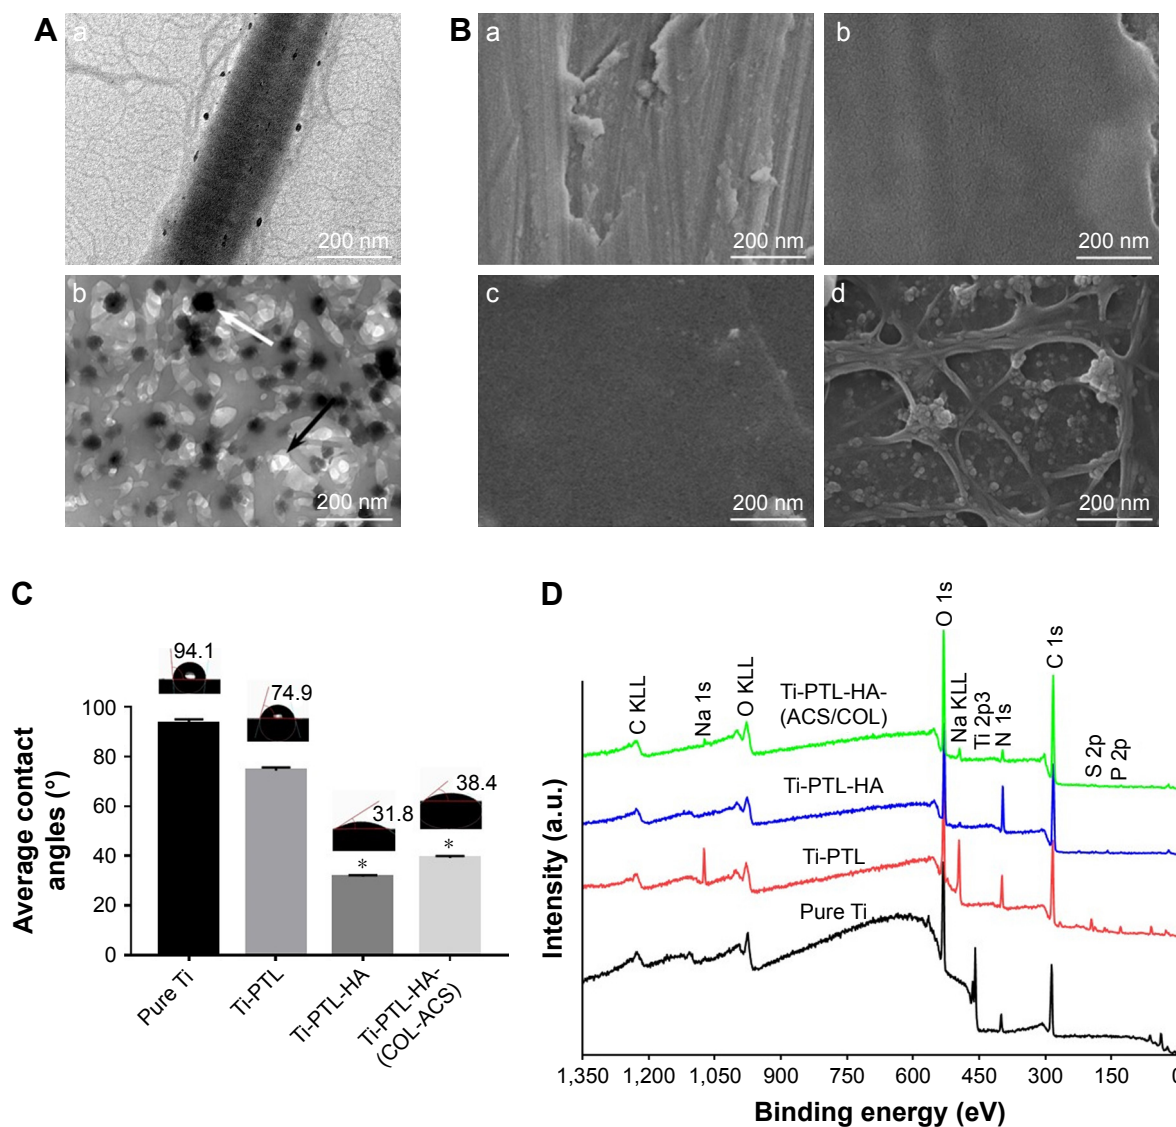 A
a
200 nm
b
200 nm
B
a
200 nm
b
200 nm
c
200 nm
d
200 nm
C
Average contact
angles (°)
100
80
60
40
20
0
94.1
74.9
31.8
38.4
*
*
Pure Ti
Ti-PTL
Ti-PTL-HA
Ti-PTL-HA-
(COL-ACS)
D
Intensity (a.u.)
C KLL
Na 1s
O KLL
Ti-PTL-HA-
(ACS/COL)
O 1s
Na KLL
Ti 2p3
N 1s
C 1s
S 2p
P 2p
Ti-PTL-HA
Ti-PTL
Pure Ti
1,350
1,200
1,050
900
750
600
450
300
150
0
Binding energy (eV)